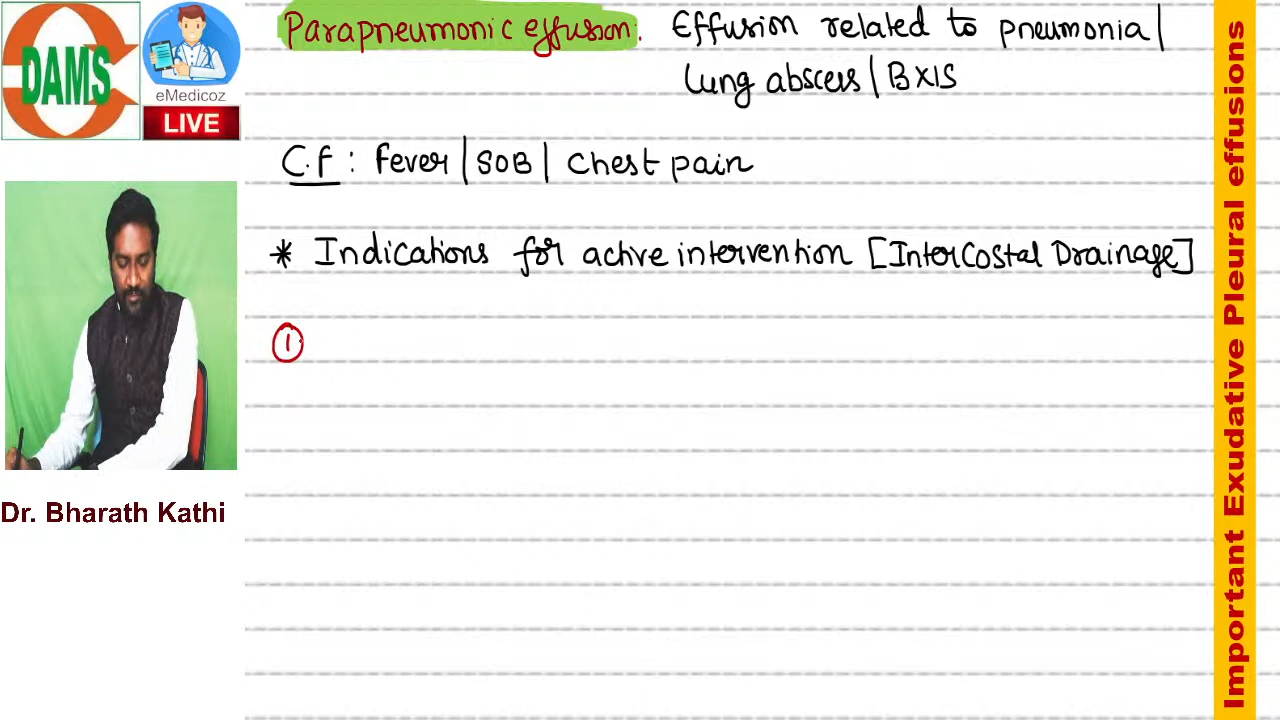 DAMS
eMedicoz
LIVE
Parapneumonic effusion: Effusion related to pneumonia|
lung abscess | BXIS
C.f : Fever | SOB | Chest pain
* Indications for active intervention [InterCostal Drainage]
①
Dr. Bharath Kathi
Important Exudative Pleural effusions